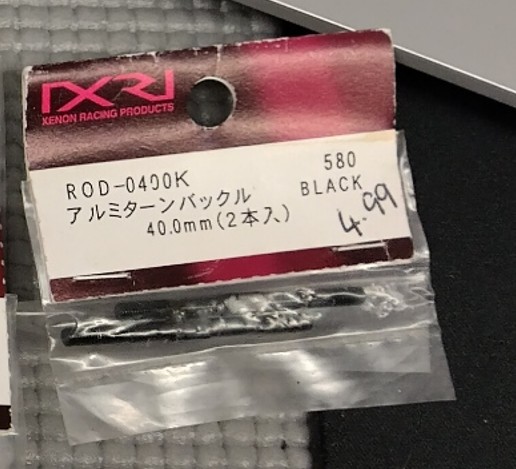 IXRI
XENON RACING PRODUCTS
580
ROD-0400K
BLACK
アルミターンバックル
40.0mm(2本入)
4.99